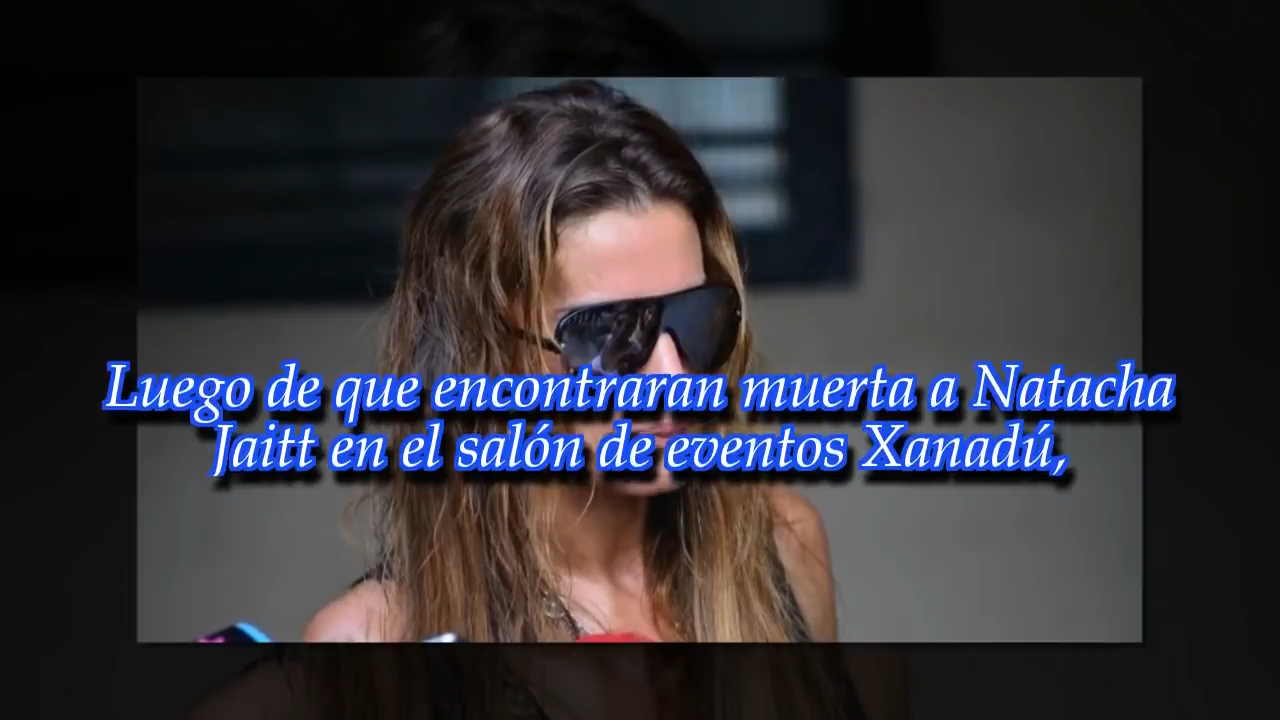 Luego de que encontraran muerta a Natacha
Jaitt en el salón de eventos Xanadú,